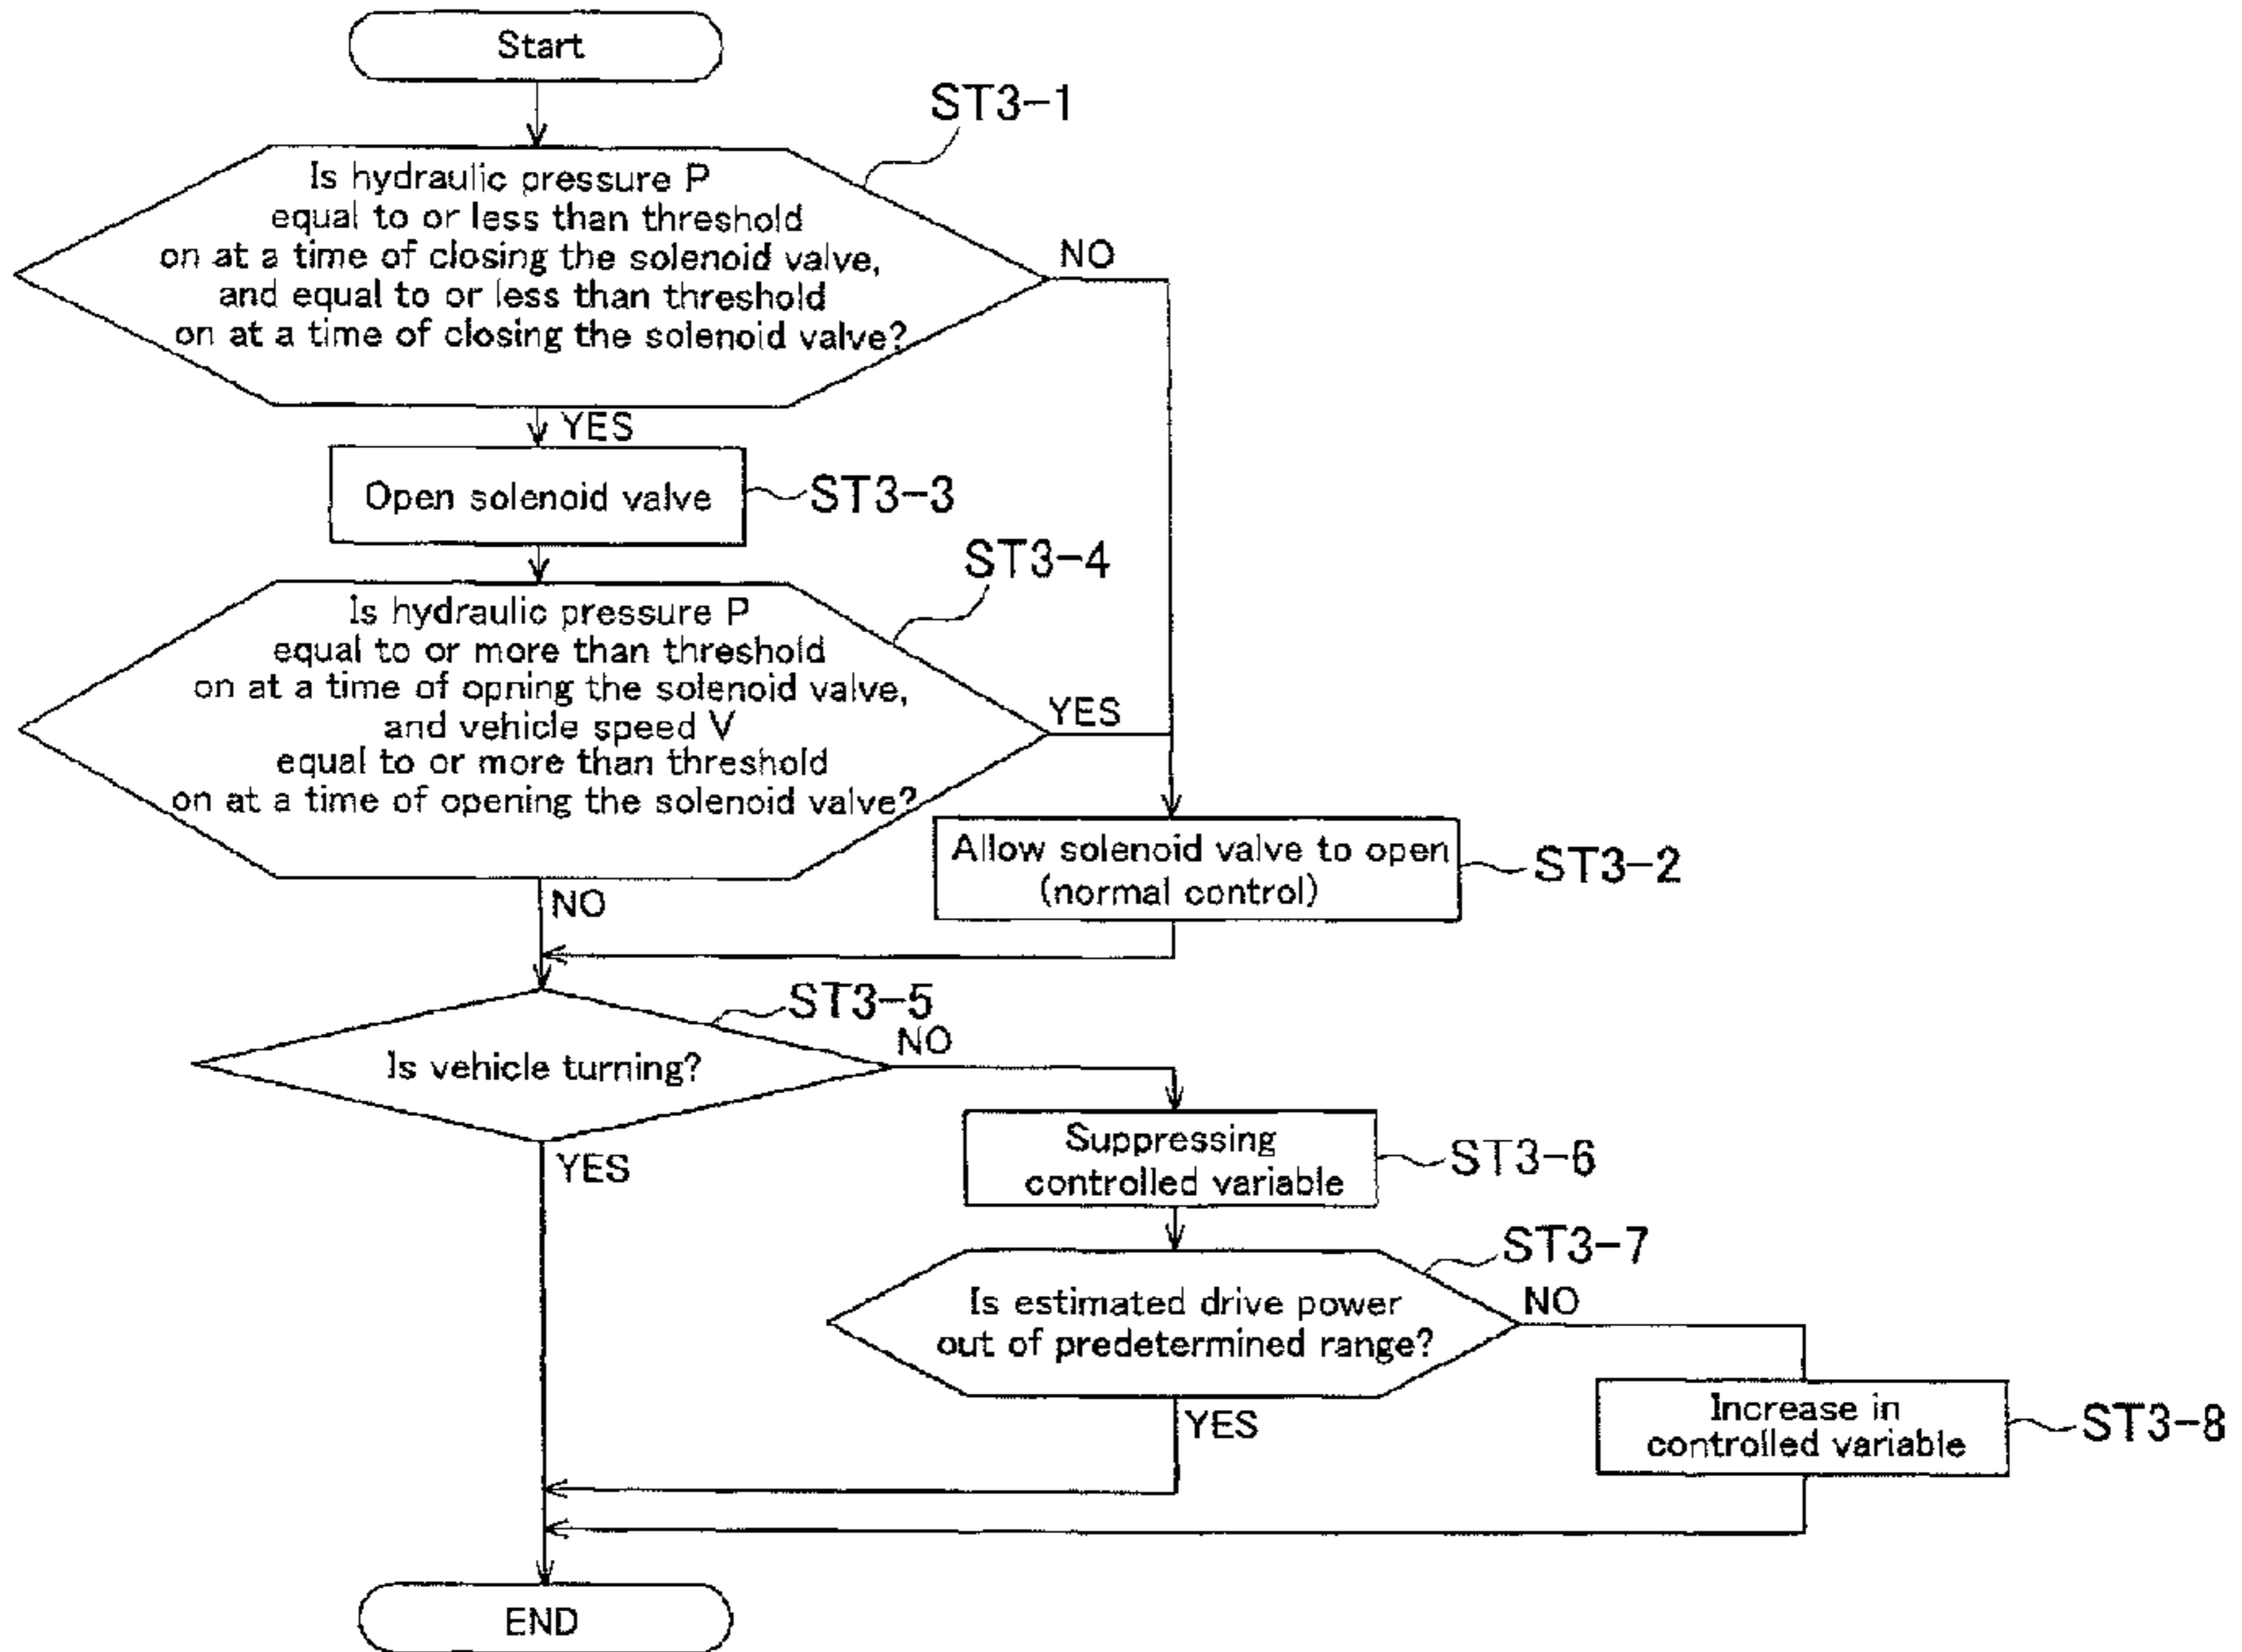 Start
ST3-1
Is hydraulic pressure P
equal to or less than threshold
on at a time of closing the solenoid valve,
and equal to or less than threshold
on at a time of closing the solenoid valve?
NO
YES
Open solenoid valve
ST3-3
ST3-4
Is hydraulic pressure P
equal to or more than threshold
on at a time of opning the solenoid valve,
and vehicle speed V
equal to or more than threshold
on at a time of opening the solenoid valve?
YES
NO
Allow solenoid valve to open
(normal control)
ST3-2
ST3-5
Is vehicle turning?
NO
YES
Suppressing
controlled variable
ST3-6
ST3-7
Is estimated drive power
out of predetermined range?
NO
YES
Increase in
controlled variable
ST3-8
END